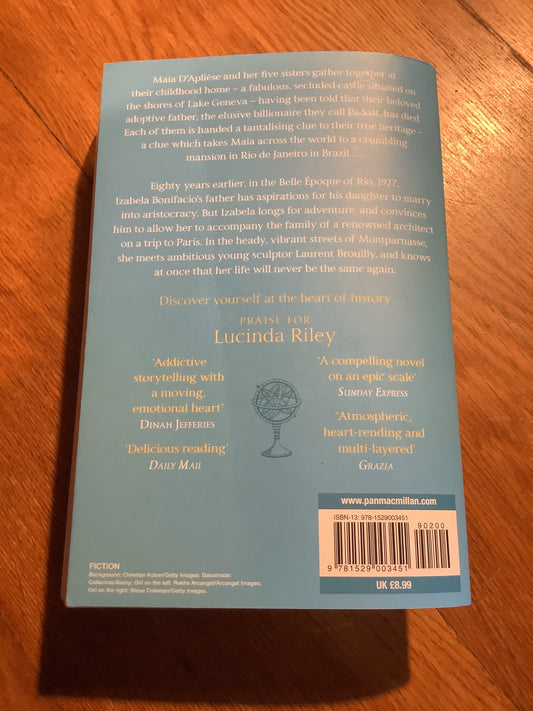 Maia D'Aplièse and her five sisters gather together at
their childhood home – a fabulous, secluded castle situated on
the shores of Lake Geneva – having been told that their beloved
adoptive father, the elusive billionaire they call Pa Salt, has died.
Each of them is handed a tantalising clue to their true heritage –
a clue which takes Maia across the world to a crumbling
mansion in Rio de Janeiro in Brazil . . .
Eighty years earlier, in the Belle Époque of Rio, 1927,
Izabela Bonifacio's father has aspirations for his daughter to marry
into aristocracy. But Izabela longs for adventure, and convinces
him to allow her to accompany the family of a renowned architect
on a trip to Paris. In the heady, vibrant streets of Montparnasse,
she meets ambitious young sculptor Laurent Brouilly, and knows
at once that her life will never be the same again.
Discover yourself at the heart of history
PRAISE FOR
Lucinda Riley
'Addictive
storytelling with
a moving,
emotional heart'
DINAH JEFFERIES
'Delicious reading'
DAILY MAIL
'A compelling novel
on an epic scale'
SUNDAY EXPRESS
'Atmospheric,
heart-rending and
multi-layered'
GRAZIA
www.panmacmillan.com
ISBN-13: 978-1529003451
90200
9 781529 003451
UK £8.99
FICTION
Background: Christian Kober/Getty Images; Balustrade:
Collective/Alamy; Girl on the left: Rekha Arcangel/Arcangel Images;
Girl on the right: Steve Coleman/Getty Images.